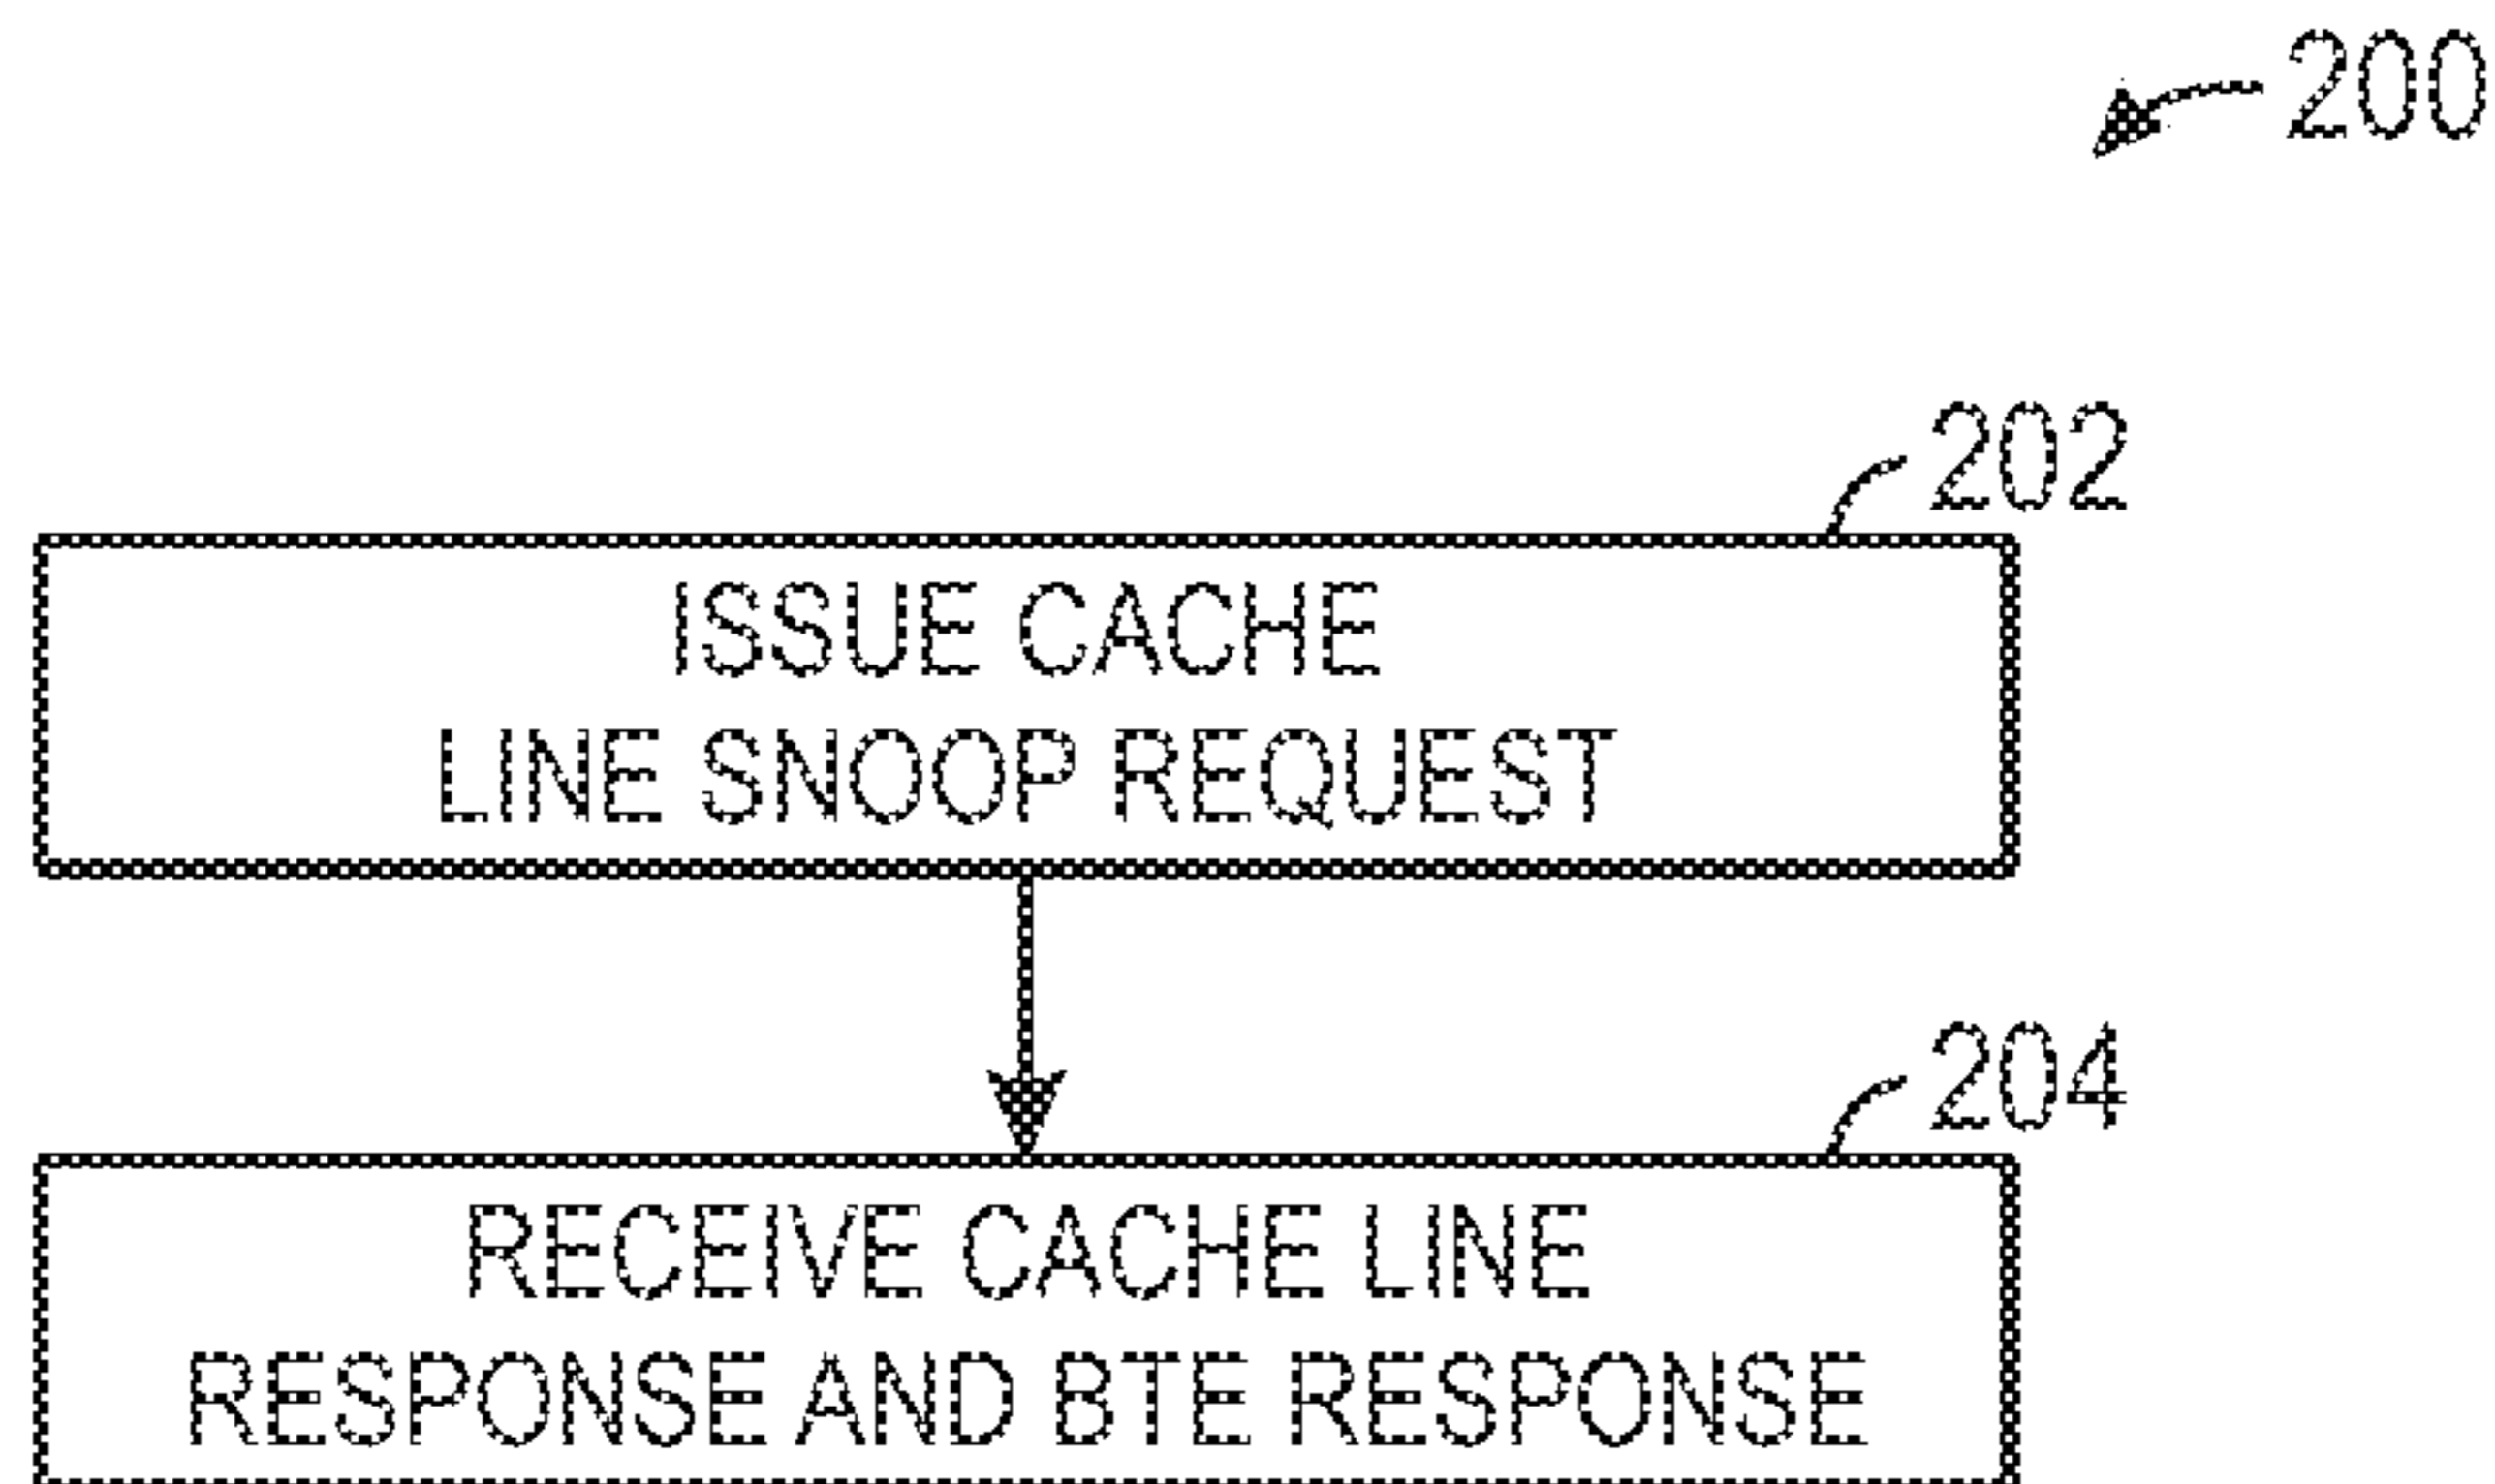 200
202
ISSUE CACHE
LINE SNOOP REQUEST
204
RECEIVE CACHE LINE
RESPONSE AND BTE RESPONSE